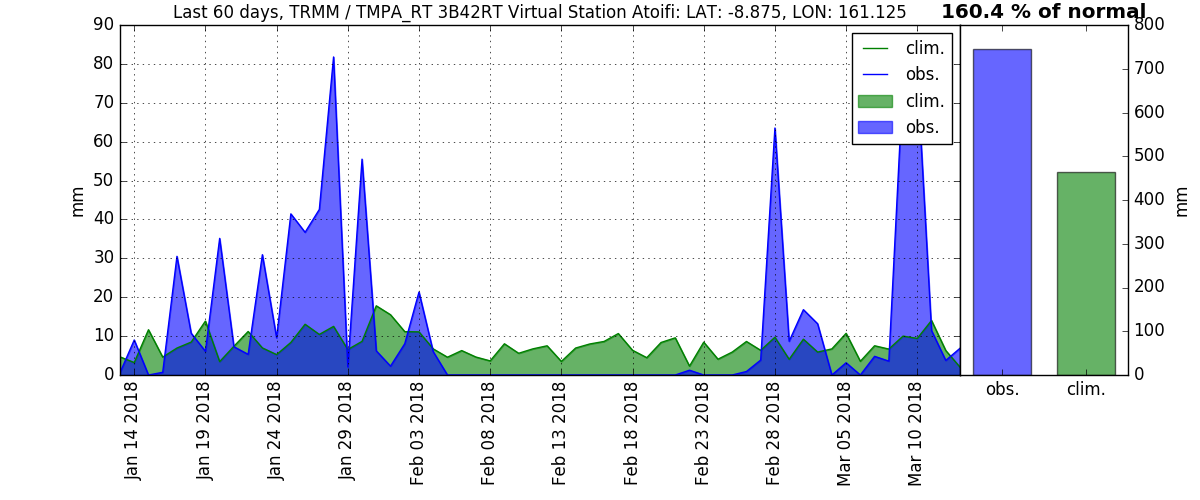 Last 60 days, TRMM / TMPA_RT 3B42RT Virtual Station Atoifi: LAT: -8.875, LON: 161.125
160.4 % of normal
90
80
70
60
50
40
30
20
10
0
mm
clim.
obs.
clim.
obs.
800
700
600
500
400
300
200
100
0
mm
obs.
clim.
Jan 14 2018
Jan 19 2018
Jan 24 2018
Jan 29 2018
Feb 03 2018
Feb 08 2018
Feb 13 2018
Feb 18 2018
Feb 23 2018
Feb 28 2018
Mar 05 2018
Mar 10 2018